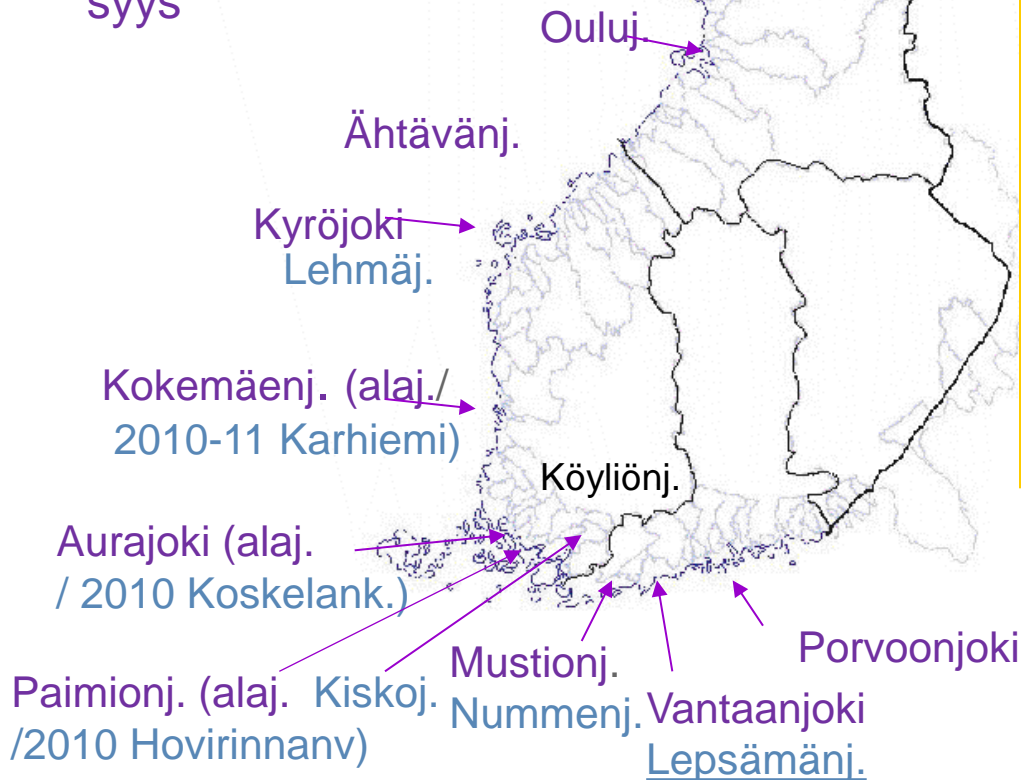 syys
Ouluj.
Ähtävänj.
Kyröjoki
Lehmäj.
Kokemäenj. (alaj./
2010-11 Karhiemi)
Köyliönj.
Aurajoki (alaj.
/ 2010 Koskelank.)
Paimionj. (alaj.
/2010 Hovirinnanv)
Kiskoj.
Mustionj.
Nummenj.
Vantaanjoki
Lepsämänj.
Porvoonjoki